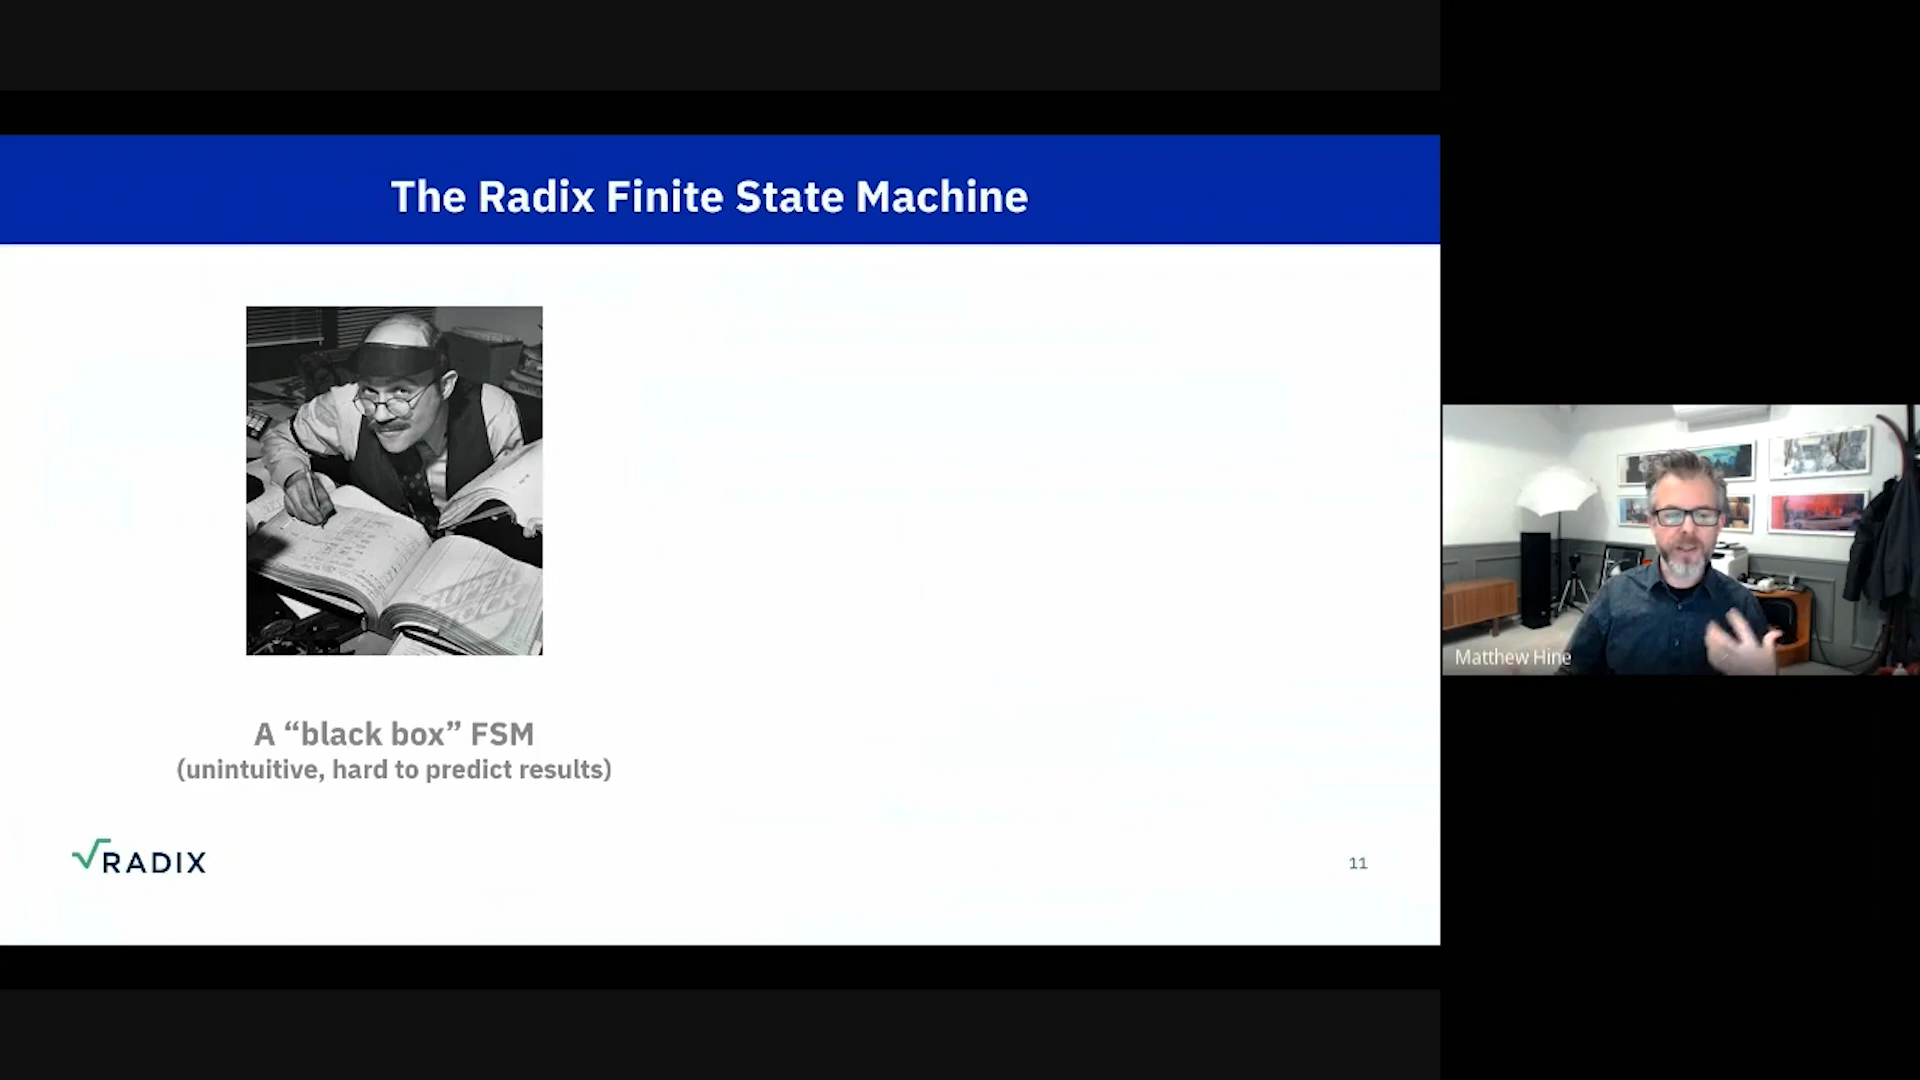 The Radix Finite State Machine
A “black box” FSM
(unintuitive, hard to predict results)
RADIX
11
Matthew Hine